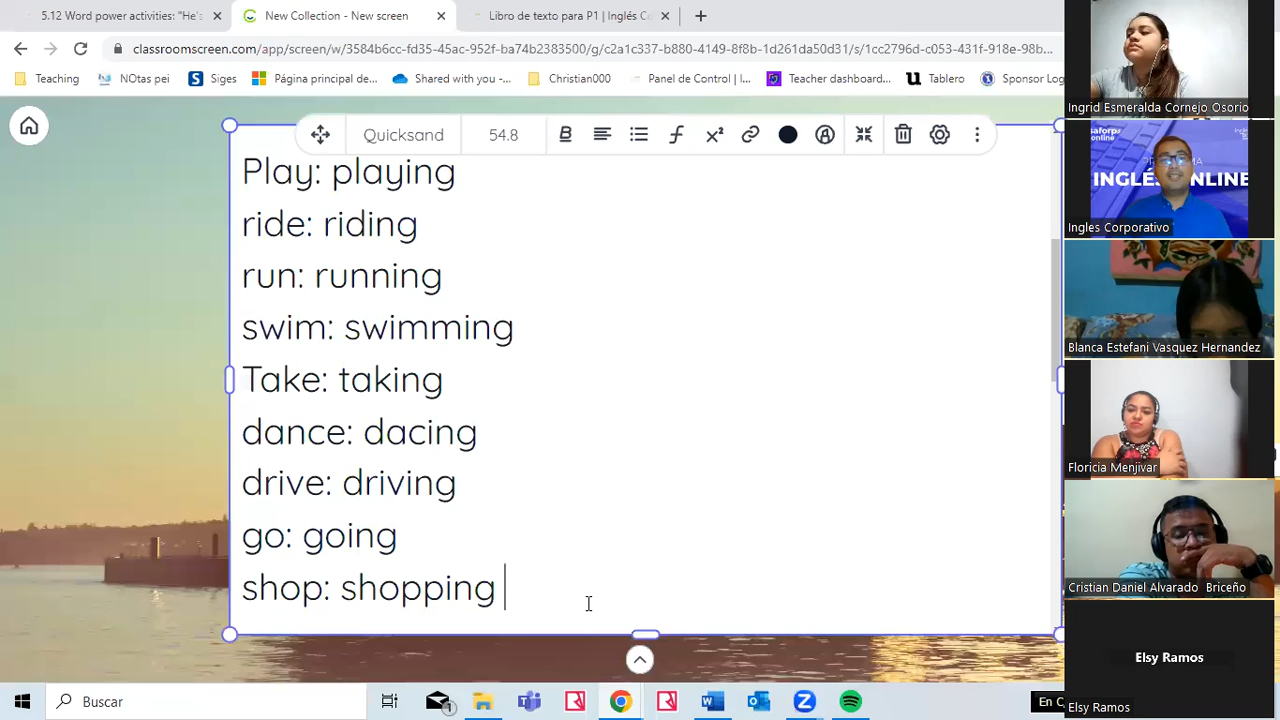 5.12 Word power activities: "He's
New Collection - New screen
Libro de texto para P1 | Inglés C
classroomscreen.com/app/screen/w/3584b6cc-fd35-45ac-952f-ba74b2383500/g/c2a1c337-b880-4149-8f8b-1d261da50d31/s/1cc2796d-c053-431f-918e-98b...
Teaching
NOtas pei
Siges
Página principal de...
Shared with you -...
Christian000
Panel de Control | I...
Teacher dashboard...
Tablero
Sponsor Log
Quicksand
54.8
Play: playing
ride: riding
run: running
swim: swimming
Take: taking
dance: dacing
drive: driving
go: going
shop: shopping
Ingrid Esmeralda Cornejo Osorio
INGLÉS ONLINE
Ingles Corporativo
Blanca Estefani Vasquez Hernandez
Floricia Menjivar
Cristian Daniel Alvarado Briceño
Elsy Ramos
Elsy Ramos
Buscar
1
En